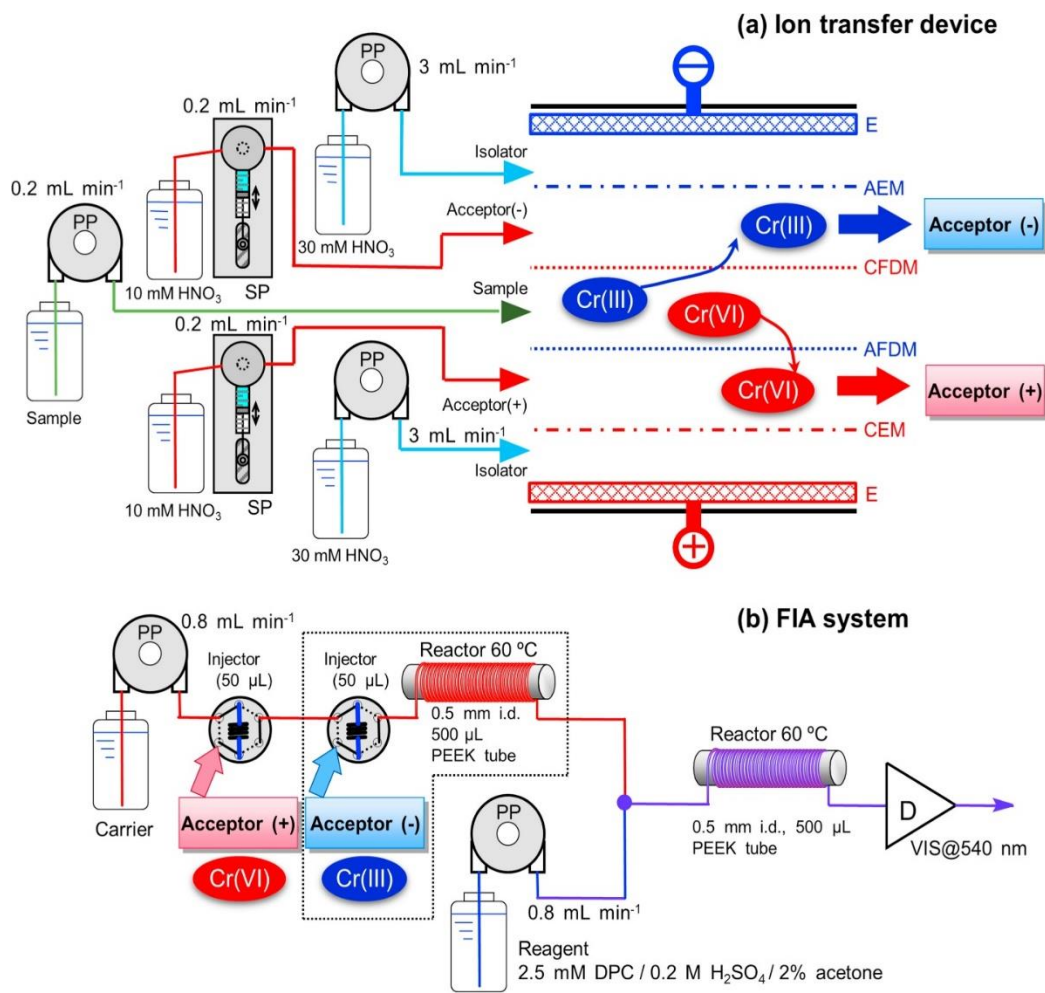 (a) Ion transfer device
PP
3 mL min⁻¹
0.2 mL min⁻¹
E
Isolator
0.2 mL min⁻¹
AEM
PP
Acceptor(-)
Cr(III)
Acceptor (-)
30 mM HNO₃
CFDM
10 mM HNO₃
SP
Sample
Cr(III)
Cr(VI)
0.2 mL min⁻¹
AFDM
PP
Cr(VI)
Acceptor (+)
Sample
Acceptor(+)
3 mL min⁻¹
CEM
Isolator
10 mM HNO₃
SP
E
30 mM HNO₃
(b) FIA system
0.8 mL min⁻¹
PP
Injector
(50 µL)
Injector
(50 µL)
Reactor 60 ºC
0.5 mm i.d.
500 µL
PEEK tube
Reactor 60 ºC
Carrier
Acceptor (+)
Acceptor (-)
PP
0.5 mm i.d., 500 µL
PEEK tube
D
VIS@540 nm
Cr(VI)
Cr(III)
0.8 mL min⁻¹
Reagent
2.5 mM DPC / 0.2 M H₂SO₄ / 2% acetone